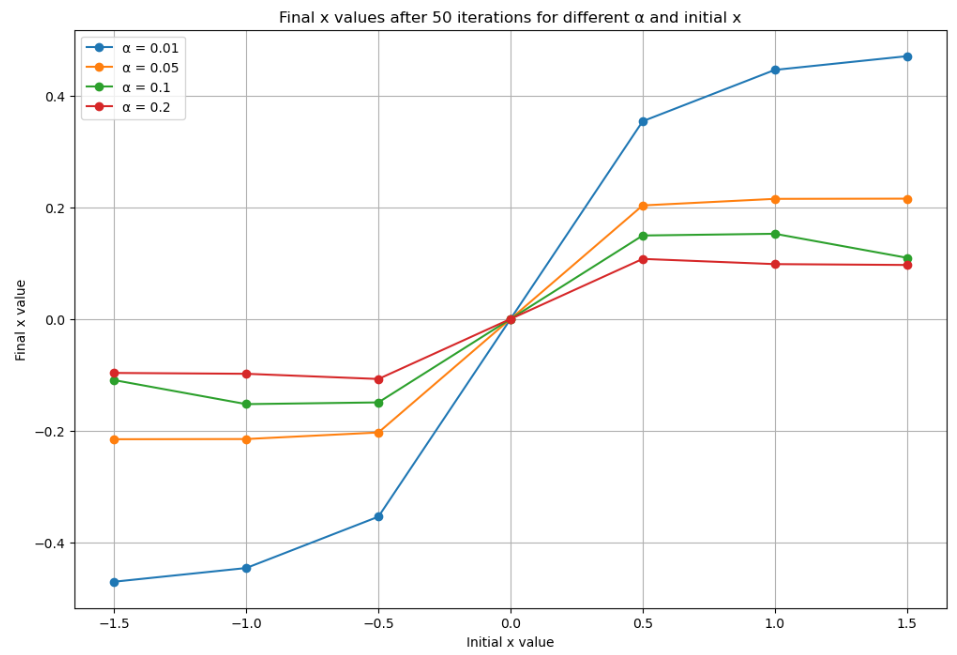 Final x values after 50 iterations for different α and initial x
α = 0.01
α = 0.05
α = 0.1
α = 0.2
0.4
0.2
0.0
−0.2
−0.4
Final x value
−1.5 −1.0 −0.5 0.0 0.5 1.0 1.5
Initial x value